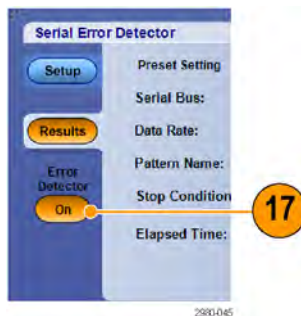 Serial Error Detector
Setup
Preset Setting
Serial Bus:
Results
Data Rate:
Pattern Name:
Error
Detector
On
Stop Condition
Elapsed Time:
17
2980-045